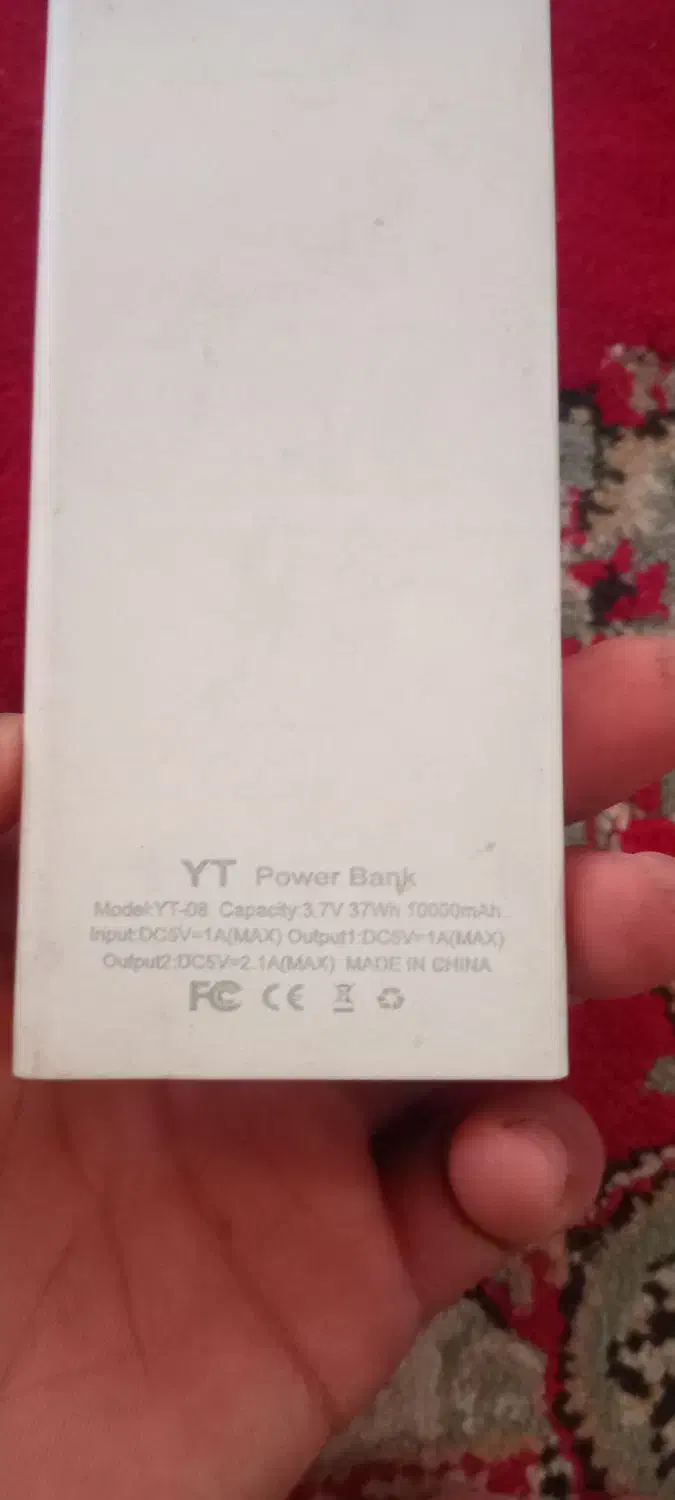 YT Power Bank
Model:YT-08 Capacity:3.7V 37Wh 10000mAh
Input:DC5V=1A(MAX) Output1:DC5V=1A(MAX)
Output2:DC5V=2.1A(MAX) MADE IN CHINA
FC CE